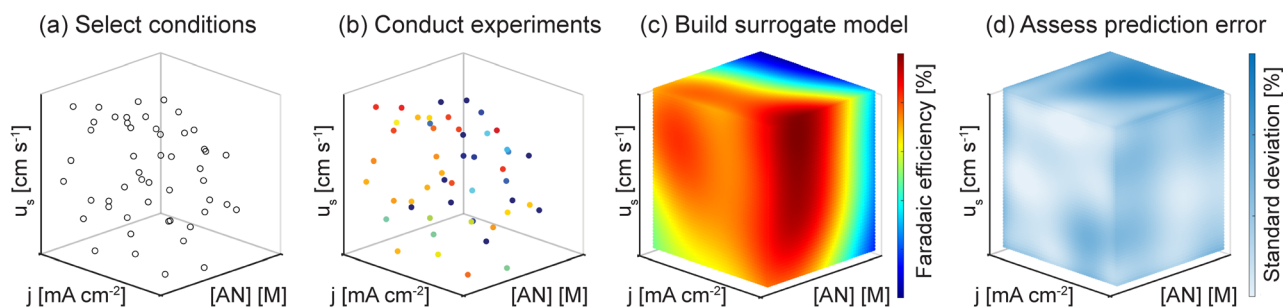 (a) Select conditions
(b) Conduct experiments
(c) Build surrogate model
(d) Assess prediction error
u_s [cm s⁻¹]
j [mA cm⁻²]
[AN] [M]
u_s [cm s⁻¹]
j [mA cm⁻²]
[AN] [M]
u_s [cm s⁻¹]
j [mA cm⁻²]
[AN] [M]
Faradaic efficiency [%]
u_s [cm s⁻¹]
j [mA cm⁻²]
[AN] [M]
Standard deviation [%]